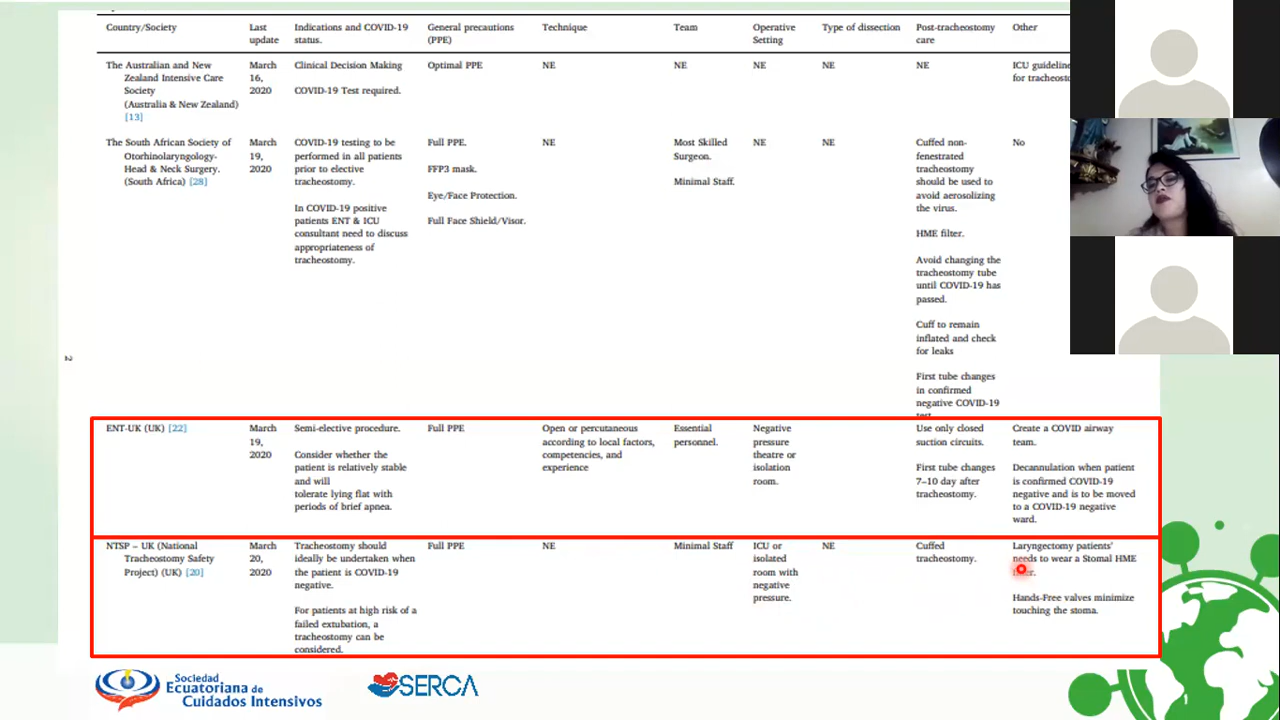 Country/Society
Last
update
Indications and COVID-19
status.
General precautions
(PPE)
Technique
Team
Operative
Setting
Type of dissection
Post-tracheostomy
care
Other
The Australian and New
Zealand Intensive Care
Society
(Australia & New Zealand)
[13]
March
16,
2020
Clinical Decision Making
COVID-19 Test required.
Optimal PPE
NE
NE
NE
NE
NE
ICU guideline
for tracheosto
The South African Society of
Otorhinolaryngology-
Head & Neck Surgery.
(South Africa) [28]
March
19,
2020
COVID-19 testing to be
performed in all patients
prior to elective
tracheostomy.
In COVID-19 positive
patients ENT & ICU
consultant need to discuss
appropriateness of
tracheostomy.
Full PPE.
FFP3 mask.
Eye/Face Protection.
Full Face Shield/Visor.
NE
Most Skilled
Surgeon.
Minimal Staff.
NE
NE
Cuffed non-
fenestrated
tracheostomy
should be used to
avoid aerosolizing
the virus.
HME filter.
Avoid changing the
tracheostomy tube
until COVID-19 has
passed.
Cuff to remain
inflated and check
for leaks
First tube changes
in confirmed
negative COVID-19
test
No
2
ENT-UK (UK) [22]
March
19,
2020
Semi-elective procedure.
Consider whether the
patient is relatively stable
and will
tolerate lying flat with
periods of brief apnea.
Full PPE
Open or percutaneous
according to local factors,
competencies, and
experience
Essential
personnel.
Negative
pressure
theatre or
isolation
room.
Use only closed
suction circuits.
First tube changes
7–10 day after
tracheostomy.
Create a COVID airway
team.
Decannulation when patient
is confirmed COVID-19
negative and is to be moved
to a COVID-19 negative
ward.
NTSP – UK (National
Tracheostomy Safety
Project) (UK) [20]
March
20,
2020
Tracheostomy should
ideally be undertaken when
the patient is COVID-19
negative.
For patients at high risk of a
failed extubation, a
tracheostomy can be
considered.
Full PPE
NE
Minimal Staff
ICU or
isolated
room with
negative
pressure.
NE
Cuffed
tracheostomy.
Laryngectomy patients'
needs to wear a Stomal HME
Hands-Free valves minimize
touching the stoma.
Sociedad
Ecuatoriana de
Cuidados Intensivos
SERCA